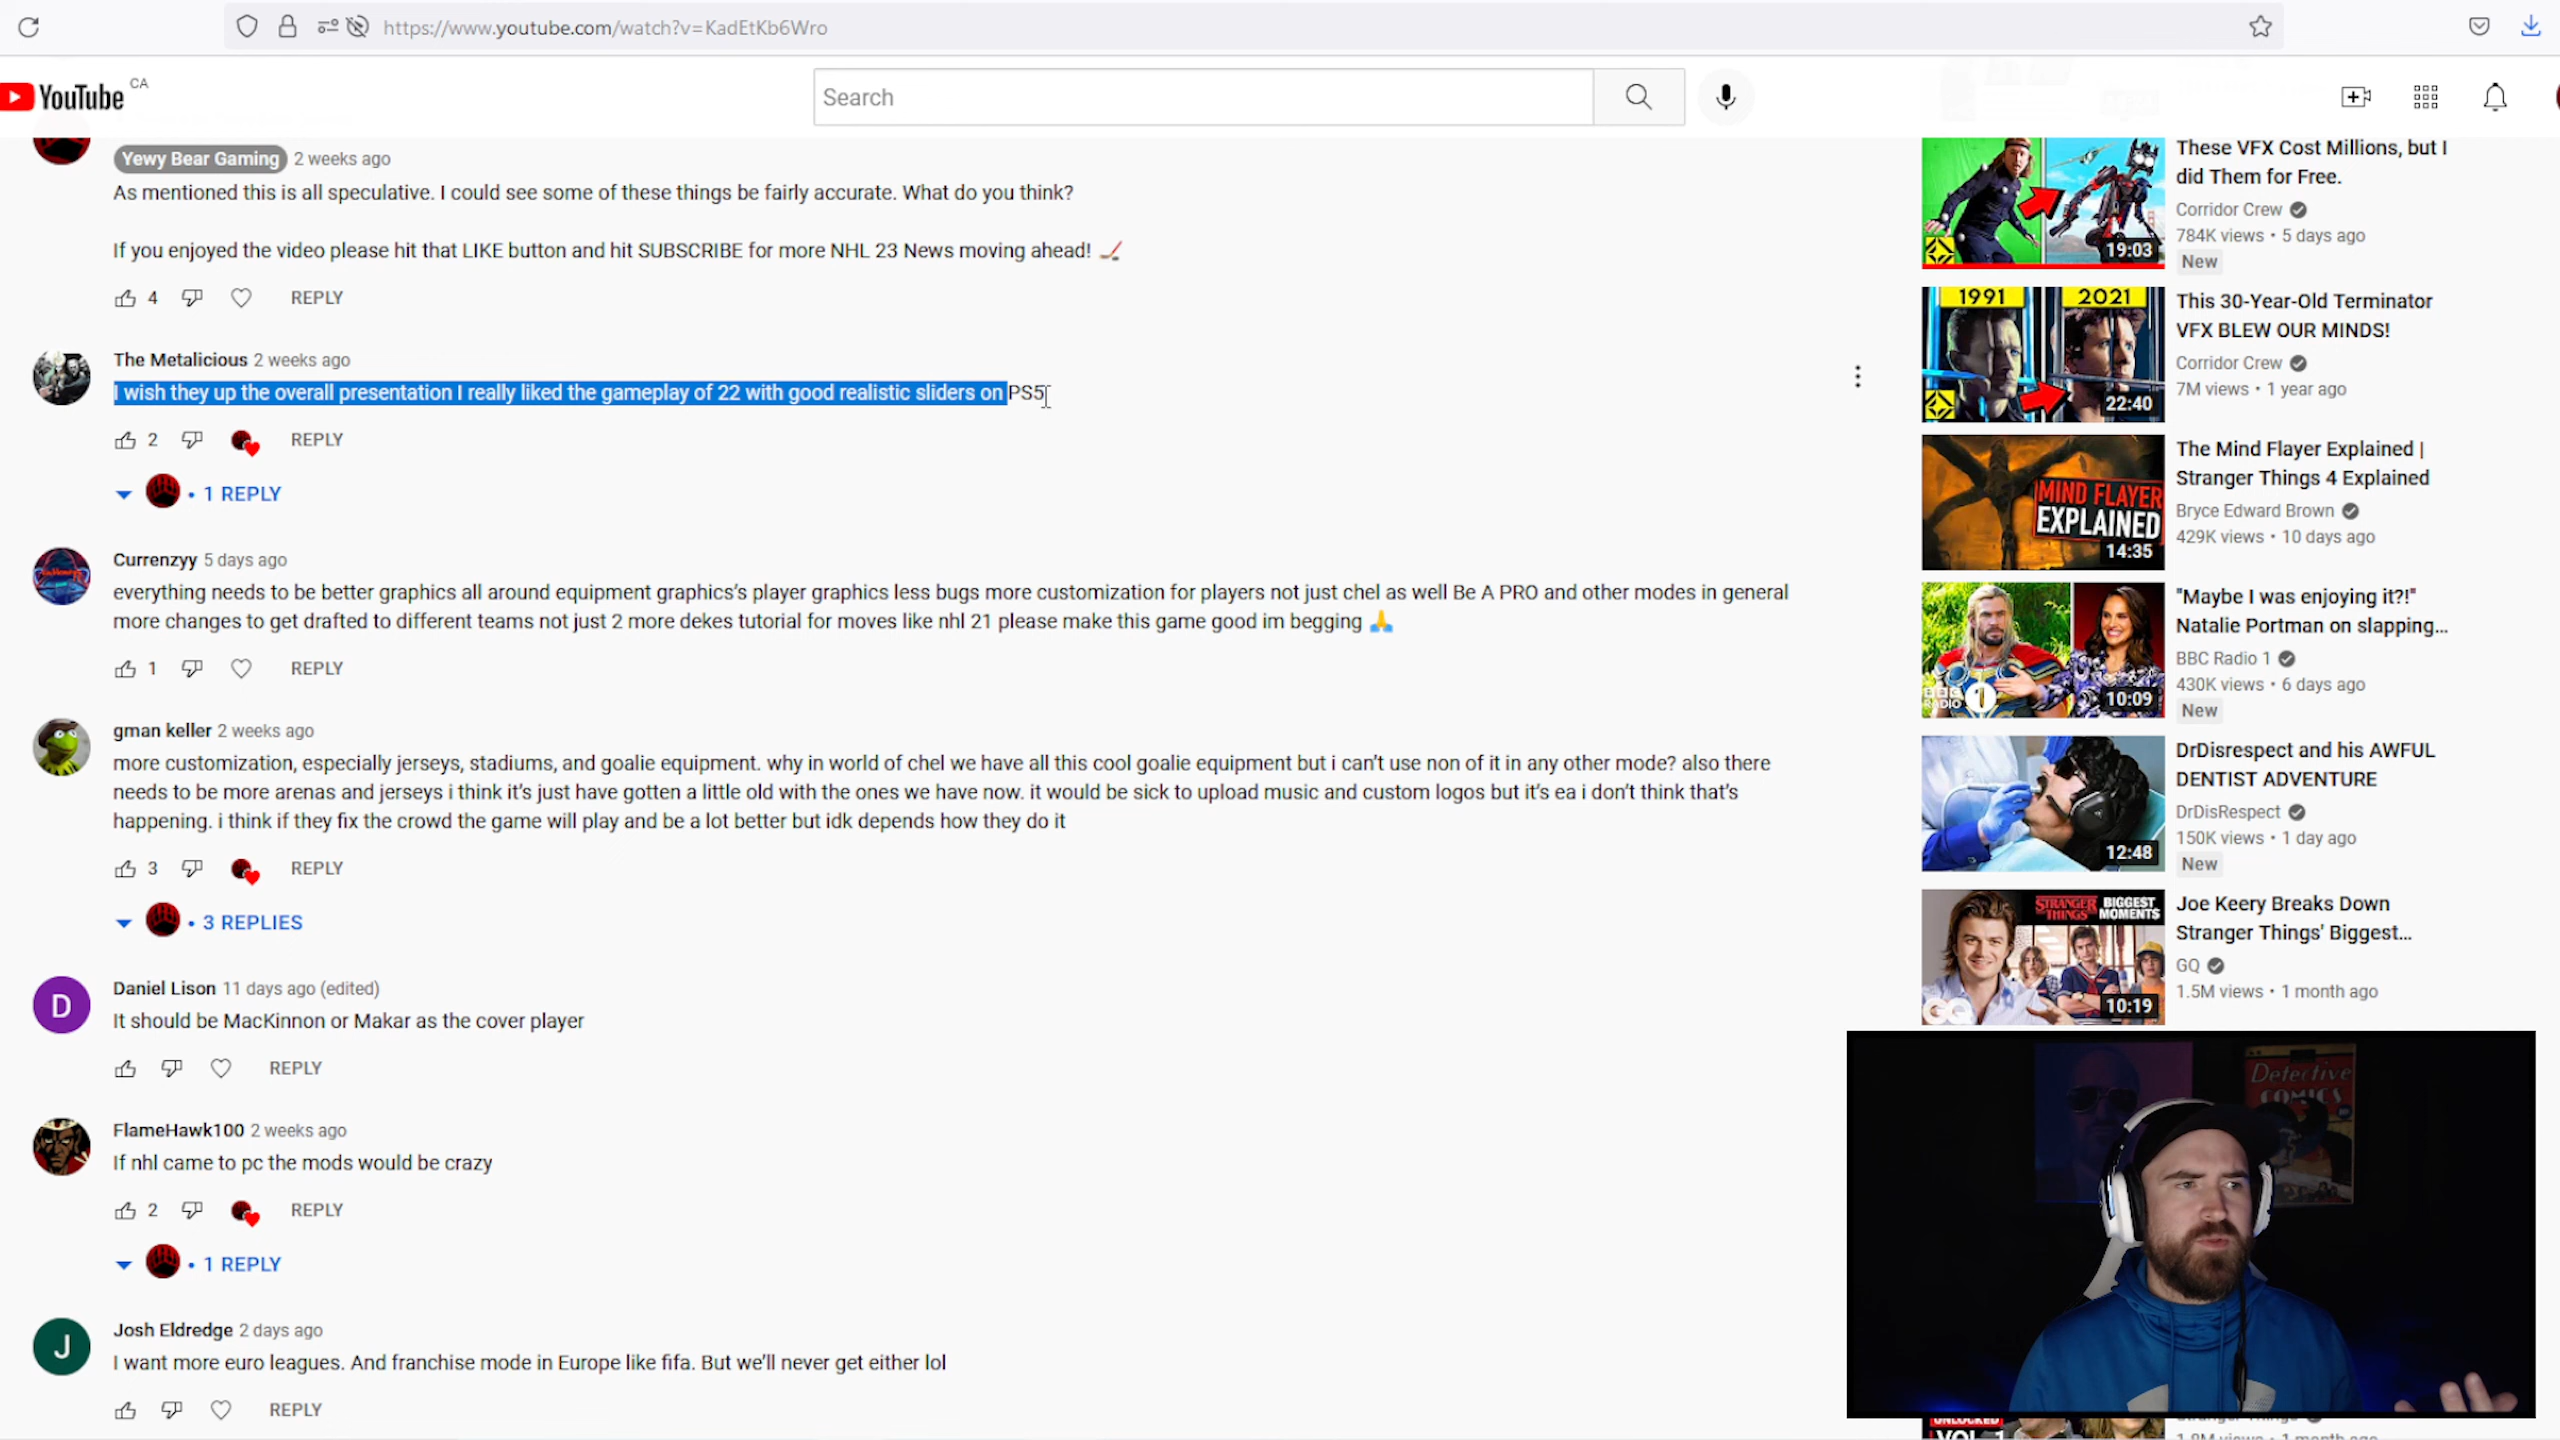 https://www.youtube.com/watch?v=KadEtKb6Wro
YouTube CA
Search
Yewy Bear Gaming 2 weeks ago
As mentioned this is all speculative. I could see some of these things be fairly accurate. What do you think?
If you enjoyed the video please hit that LIKE button and hit SUBSCRIBE for more NHL 23 News moving ahead! 🏒
4 REPLY
The Metalicious 2 weeks ago
I wish they up the overall presentation I really liked the gameplay of 22 with good realistic sliders on PS5
2 REPLY
• 1 REPLY
Currenzyy 5 days ago
everything needs to be better graphics all around equipment graphics's player graphics less bugs more customization for players not just chel as well Be A PRO and other modes in general
more changes to get drafted to different teams not just 2 more dekes tutorial for moves like nhl 21 please make this game good im begging 🙏
1 REPLY
gman keller 2 weeks ago
more customization, especially jerseys, stadiums, and goalie equipment. why in world of chel we have all this cool goalie equipment but i can't use non of it in any other mode? also there
needs to be more arenas and jerseys i think it's just have gotten a little old with the ones we have now. it would be sick to upload music and custom logos but it's ea i don't think that's
happening. i think if they fix the crowd the game will play and be a lot better but idk depends how they do it
3 REPLY
• 3 REPLIES
D
Daniel Lison 11 days ago (edited)
It should be MacKinnon or Makar as the cover player
REPLY
FlameHawk100 2 weeks ago
If nhl came to pc the mods would be crazy
2 REPLY
• 1 REPLY
J
Josh Eldredge 2 days ago
I want more euro leagues. And franchise mode in Europe like fifa. But we'll never get either lol
REPLY
19:03
These VFX Cost Millions, but I
did Them for Free.
Corridor Crew
784K views • 5 days ago
New
1991 2021
22:40
This 30-Year-Old Terminator
VFX BLEW OUR MINDS!
Corridor Crew
7M views • 1 year ago
MIND FLAYER
EXPLAINED
14:35
The Mind Flayer Explained |
Stranger Things 4 Explained
Bryce Edward Brown
429K views • 10 days ago
BBC
RADIO 1
10:09
"Maybe I was enjoying it?!"
Natalie Portman on slapping...
BBC Radio 1
430K views • 6 days ago
New
12:48
DrDisrespect and his AWFUL
DENTIST ADVENTURE
DrDisRespect
150K views • 1 day ago
New
STRANGER THINGS BIGGEST MOMENTS
GQ
10:19
Joe Keery Breaks Down
Stranger Things' Biggest...
GQ
1.5M views • 1 month ago
Detective
COMICS
UNLOCKED
VOL. 1